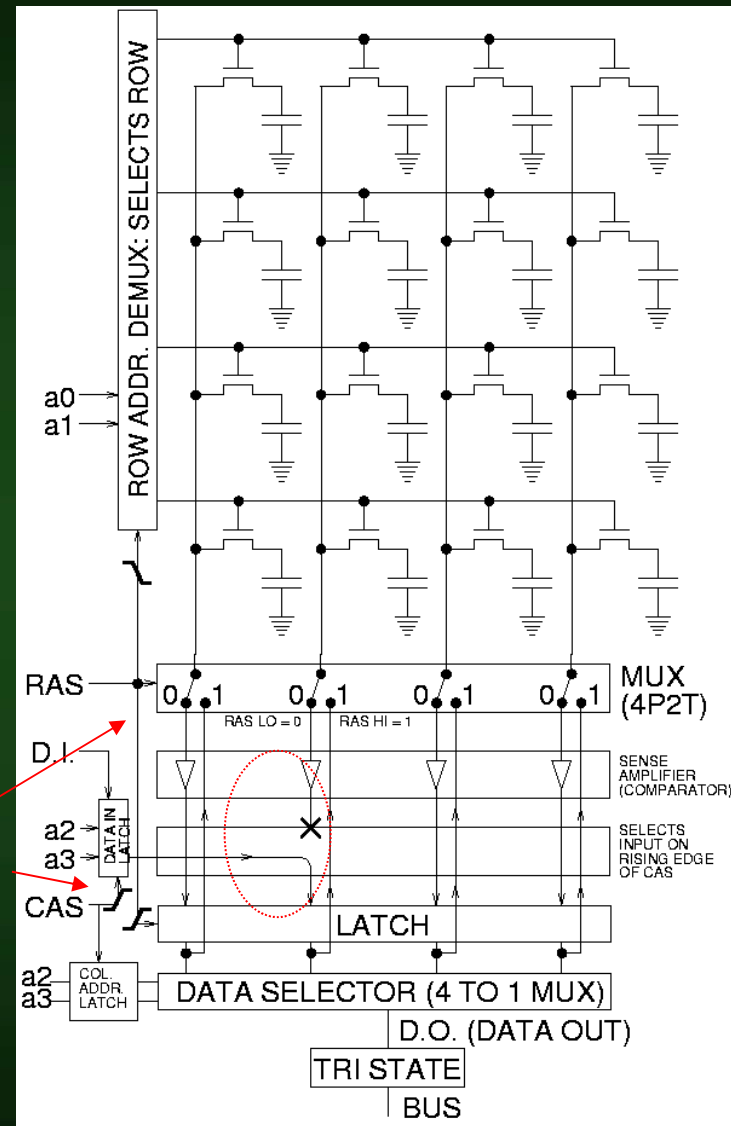 ROW ADDR. DEMUX: SELECTS ROW
a0
a1
RAS
0 1 0 1 0 1 0 1
MUX
(4P2T)
RAS LO = 0 RAS HI = 1
D.I.
SENSE
AMPLIFIER
(COMPARATOR)
DATA IN
LATCH
a2
a3
SELECTS
INPUT ON
RISING EDGE
OF CAS
CAS
LATCH
a2
a3
COL.
ADDR.
LATCH
DATA SELECTOR (4 TO 1 MUX)
D.O. (DATA OUT)
TRI STATE
BUS